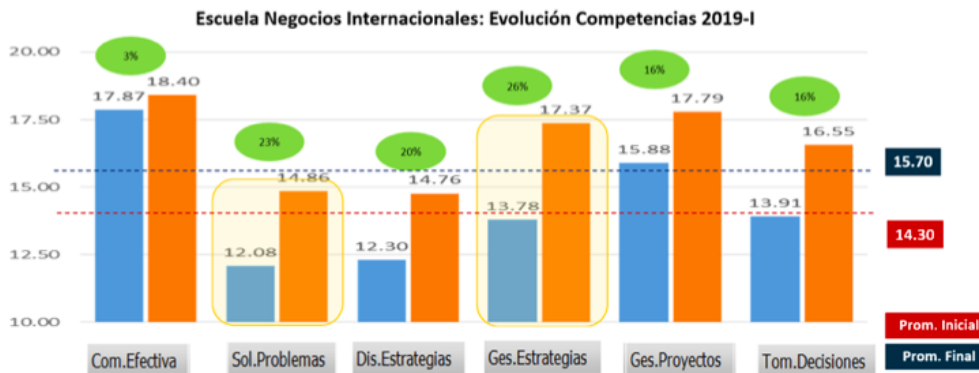 Escuela Negocios Internacionales: Evolución Competencias 2019-I
20.00
17.50
15.00
12.50
10.00
3%
23%
20%
26%
16%
16%
17.87
18.40
12.08
14.86
12.30
14.76
13.78
17.37
15.88
17.79
13.91
16.55
15.70
14.30
Prom. Inicial
Prom. Final
Com.Efectiva
Sol.Problemas
Dis.Estrategias
Ges.Estrategias
Ges.Proyectos
Tom.Decisiones